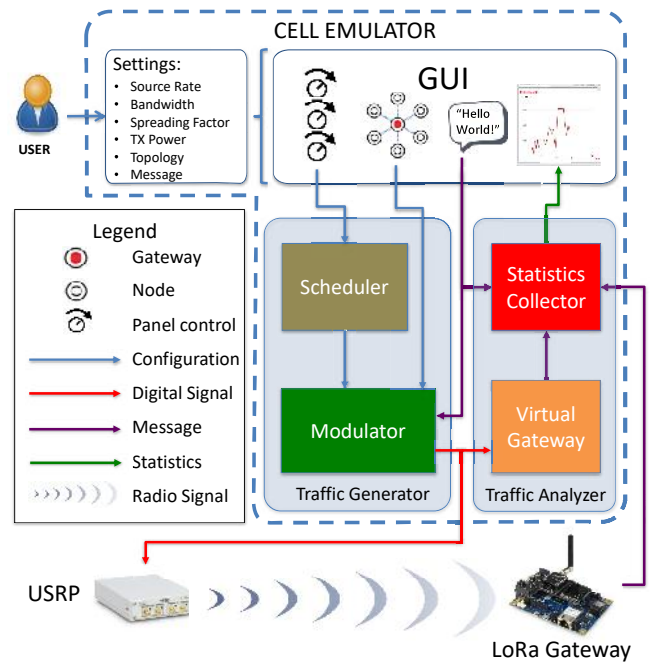 CELL EMULATOR
USER
Settings:
• Source Rate
• Bandwidth
• Spreading Factor
• TX Power
• Topology
• Message
GUI
"Hello
World!"
Legend
Gateway
Node
Panel control
Configuration
Digital Signal
Message
Statistics
Radio Signal
Scheduler
Modulator
Traffic Generator
Statistics
Collector
Virtual
Gateway
Traffic Analyzer
USRP
LoRa Gateway